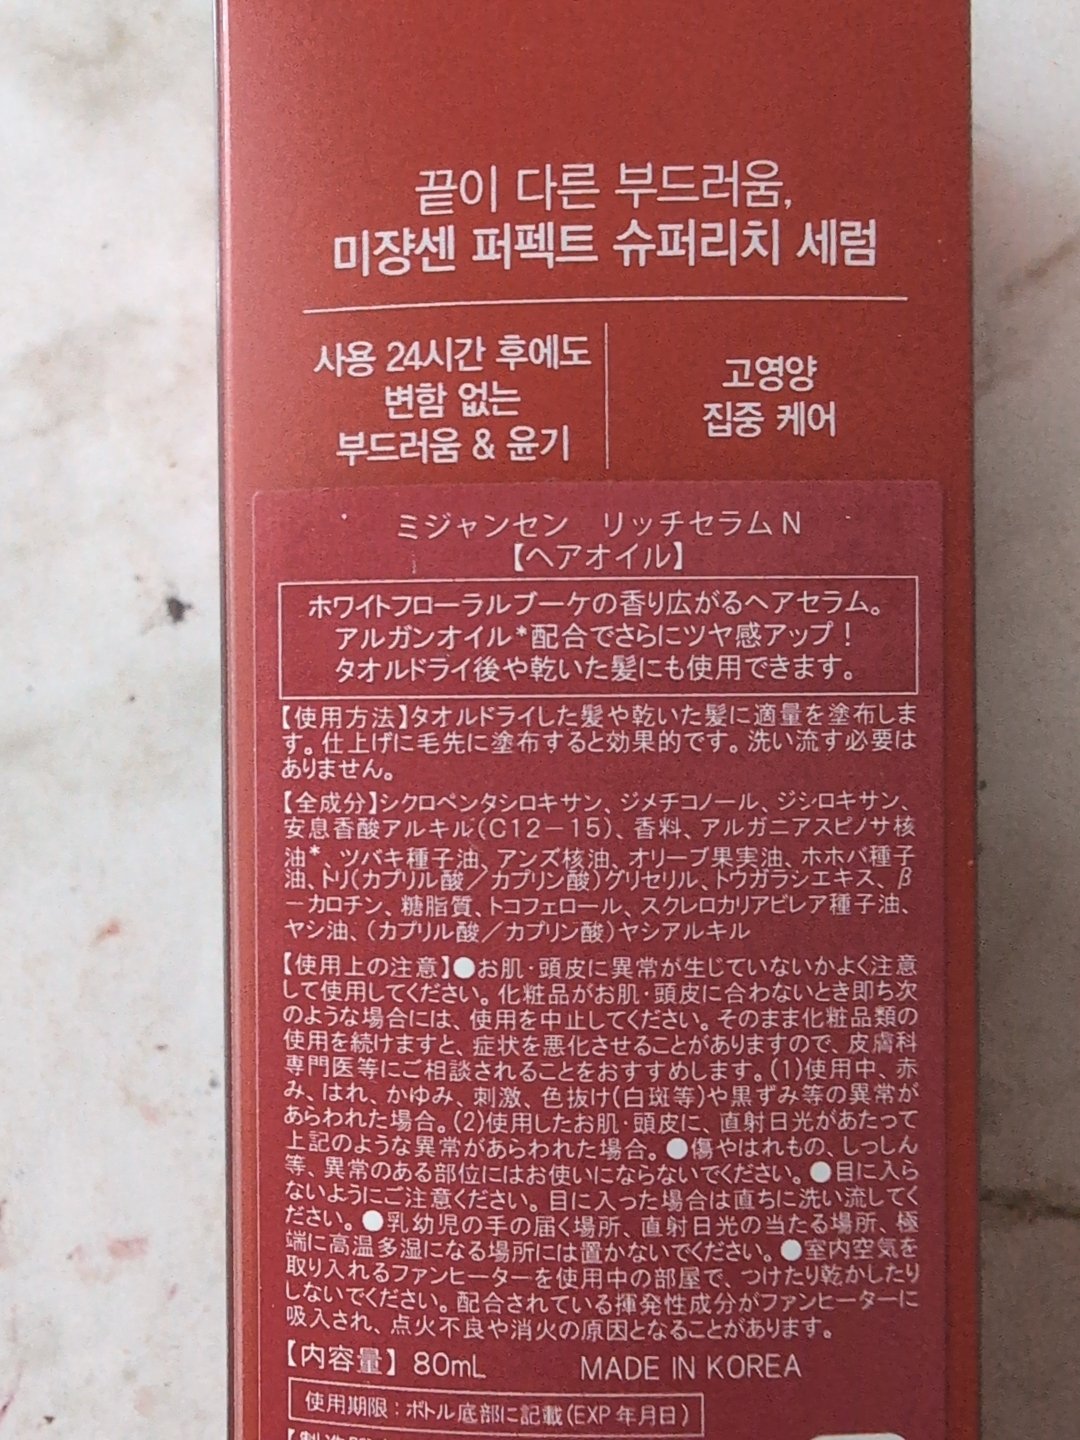 끝이 다른 부드러움,
미쟝센 퍼펙트 슈퍼리치 세럼
사용 24시간 후에도
변함 없는
부드러움 & 윤기
고영양
집중 케어
ミジャンセン　リッチセラムN
【ヘアオイル】
ホワイトフローラルブーケの香り広がるヘアセラム。
アルガンオイル*配合でさらにツヤ感アップ！
タオルドライ後や乾いた髪にも使用できます。
【使用方法】タオルドライした髪や乾いた髪に適量を塗布しま
す。仕上げに毛先に塗布すると効果的です。洗い流す必要は
ありません。
【全成分】シクロペンタシロキサン、ジメチコノール、ジシロキサン、
安息香酸アルキル(C12－15)、香料、アルガニアスピノサ核
油*、ツバキ種子油、アンズ核油、オリーブ果実油、ホホバ種子
油、トリ(カプリル酸／カプリン酸)グリセリル、トウガラシエキス、β
－カロチン、糖脂質、トコフェロール、スクレロカリアビレア種子油、
ヤシ油、(カプリル酸／カプリン酸)ヤシアルキル
【使用上の注意】●お肌・頭皮に異常が生じていないかよく注意
して使用してください。化粧品がお肌・頭皮に合わないとき即ち次
のような場合には、使用を中止してください。そのまま化粧品類の
使用を続けますと、症状を悪化させることがありますので、皮膚科
専門医等にご相談されることをおすすめします。(1)使用中、赤
み、はれ、かゆみ、刺激、色抜け(白斑等)や黒ずみ等の異常が
あらわれた場合。(2)使用したお肌・頭皮に、直射日光があたって
上記のような異常があらわれた場合。●傷やはれもの、しっしん
等、異常のある部位にはお使いにならないでください。●目に入ら
ないようにご注意ください。目に入った場合は直ちに洗い流してく
ださい。●乳幼児の手の届く場所、直射日光の当たる場所、極
端に高温多湿になる場所には置かないでください。●室内空気を
取り入れるファンヒーターを使用中の部屋で、つけたり乾かしたり
しないでください。配合されている揮発性成分がファンヒーターに
吸入され、点火不良や消火の原因となることがあります。
【内容量】 80mL　MADE IN KOREA
使用期限：ボトル底部に記載(EXP 年月日)